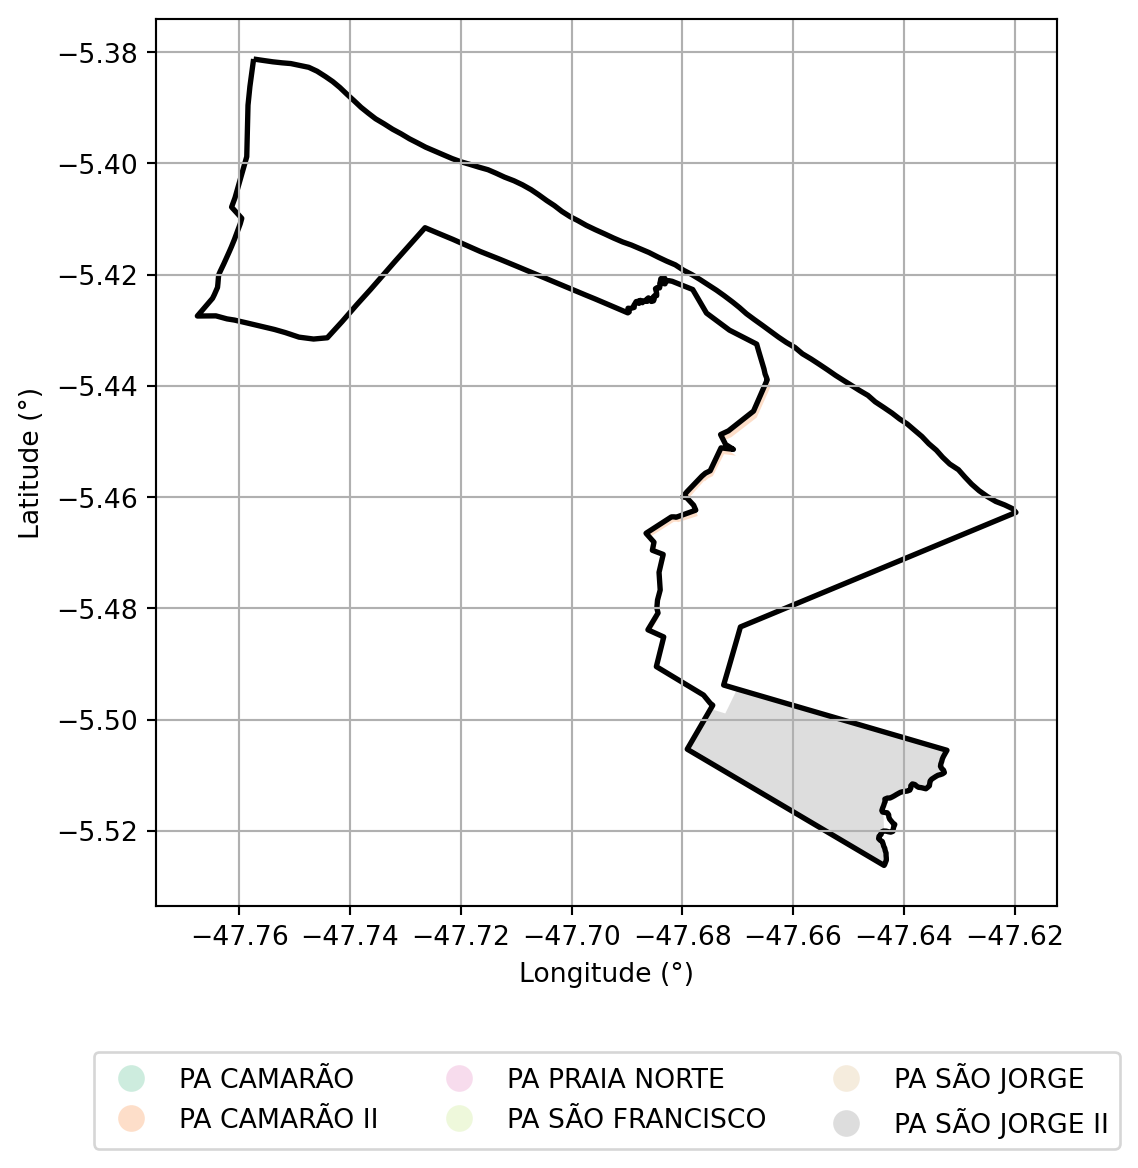 −5.38
−5.40
−5.42
−5.44
−5.46
−5.48
−5.50
−5.52
Latitude (°)
−47.76 −47.74 −47.72 −47.70 −47.68 −47.66 −47.64 −47.62
Longitude (°)
PA CAMARÃO PA PRAIA NORTE PA SÃO JORGE
PA CAMARÃO II PA SÃO FRANCISCO PA SÃO JORGE II